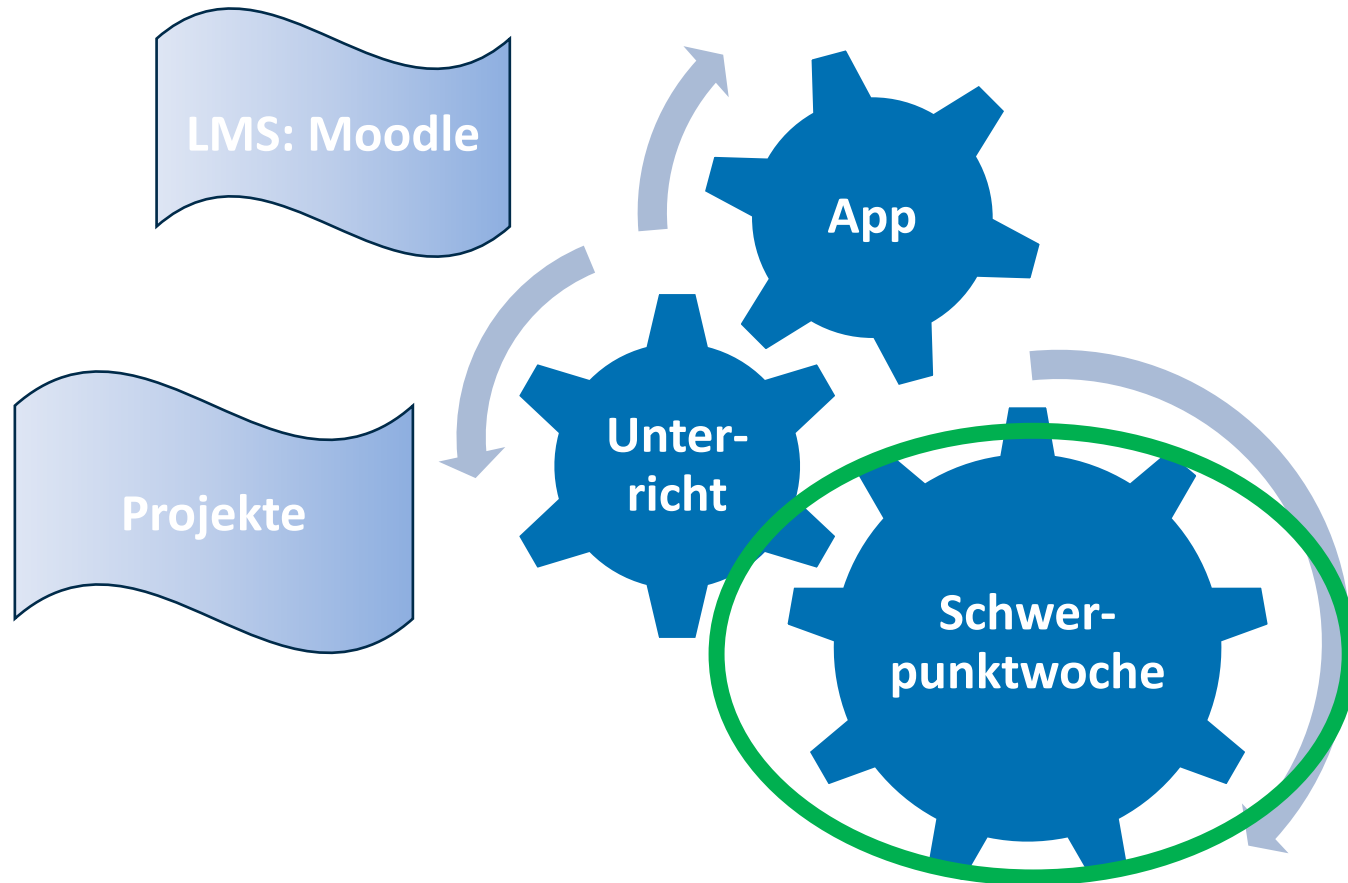 LMS: Moodle
App
Unter-
richt
Projekte
Schwer-
punktwoche